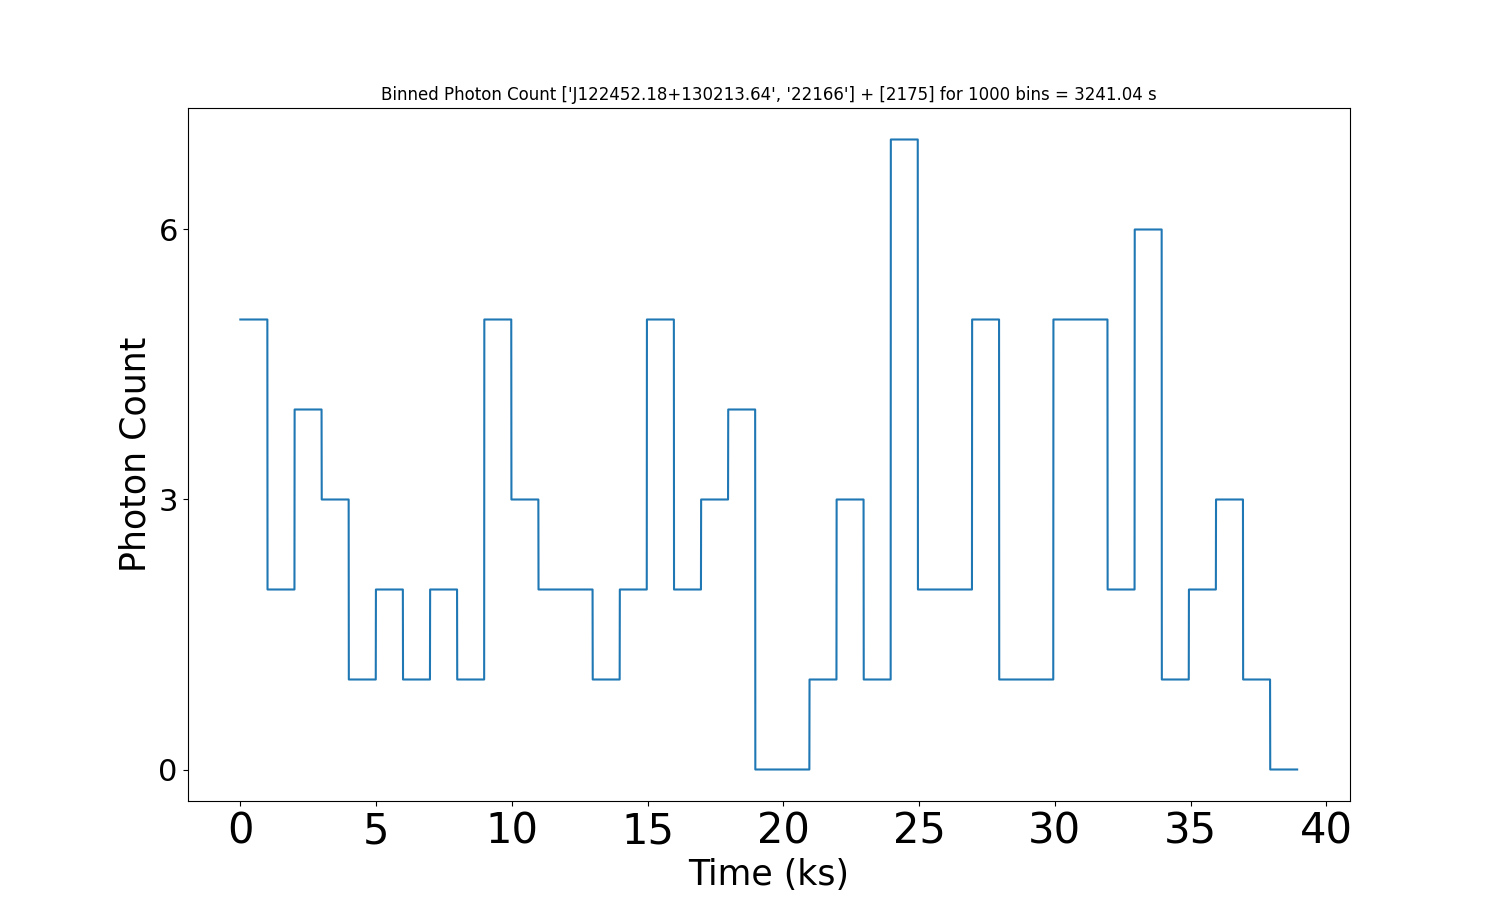 Binned Photon Count ['J122452.18+130213.64', '22166'] + [2175] for 1000 bins = 3241.04 s
Photon Count
6
3
0
0 5 10 15 20 25 30 35 40
Time (ks)